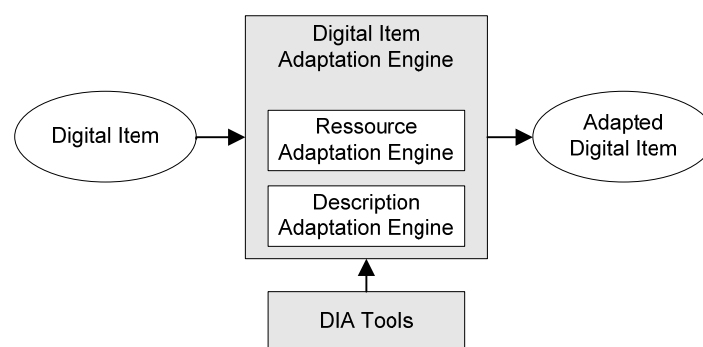 Digital Item
Adaptation Engine
Digital Item
Ressource
Adaptation Engine
Description
Adaptation Engine
Adapted
Digital Item
DIA Tools